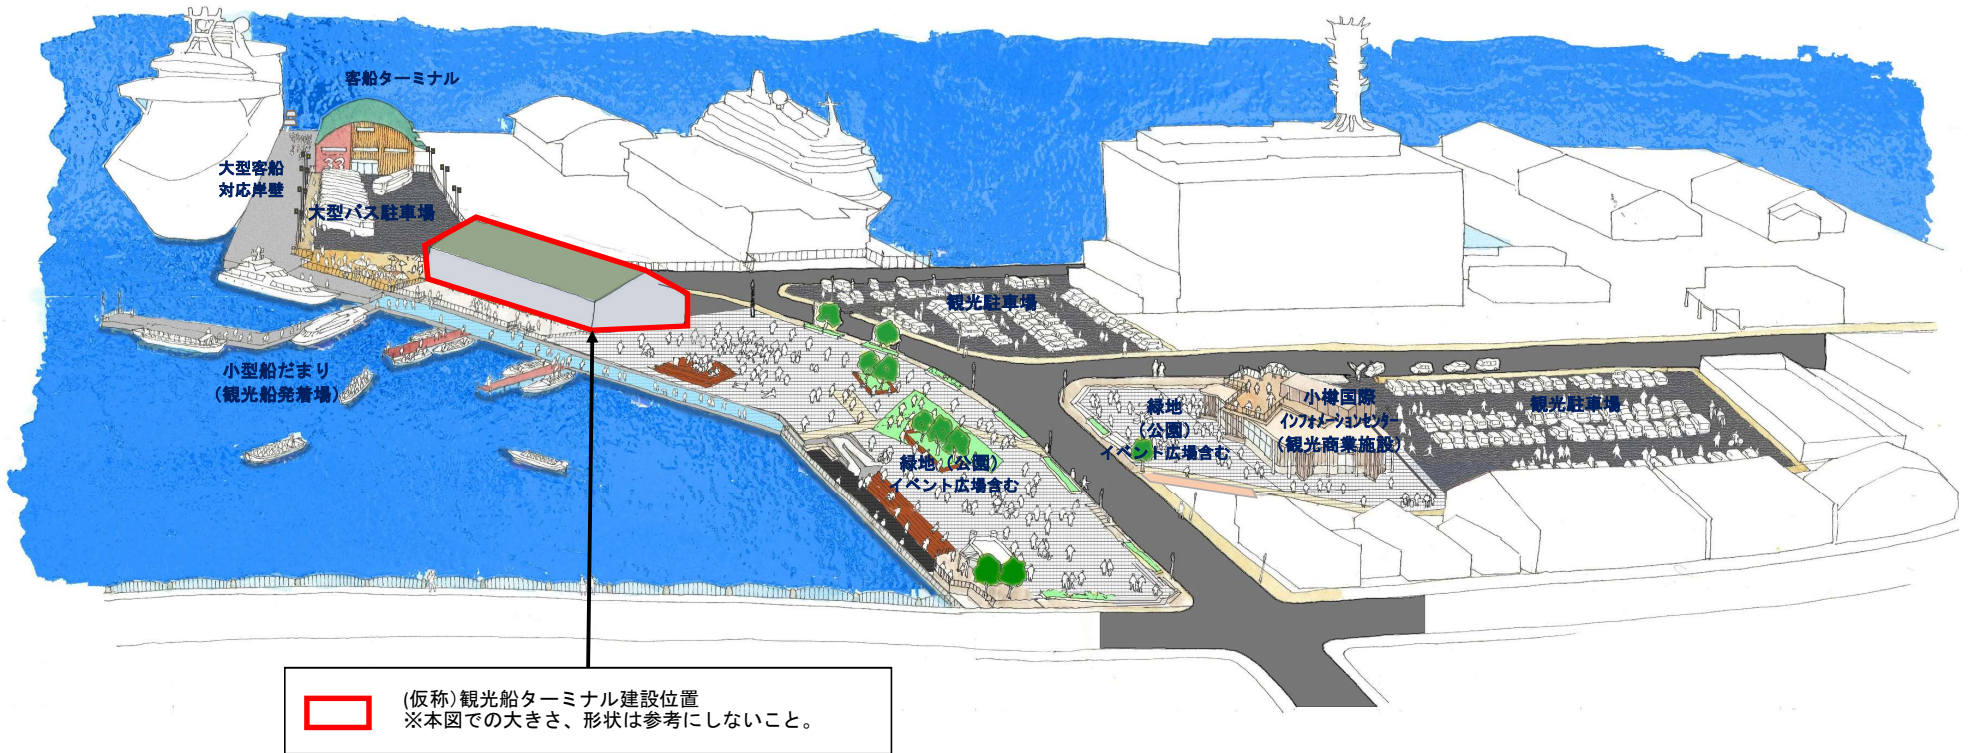 客船ターミナル
大型客船
対応岸壁
33
大型バス駐車場
観光駐車場
小型船だまり
(観光船発着場)
緑地
(公園)
イベント広場含む
小樽国際
インフォメーションセンター
(観光商業施設)
観光駐車場
緑地(公園)
イベント広場含む
(仮称)観光船ターミナル建設位置
※本図での大きさ、形状は参考にしないこと。